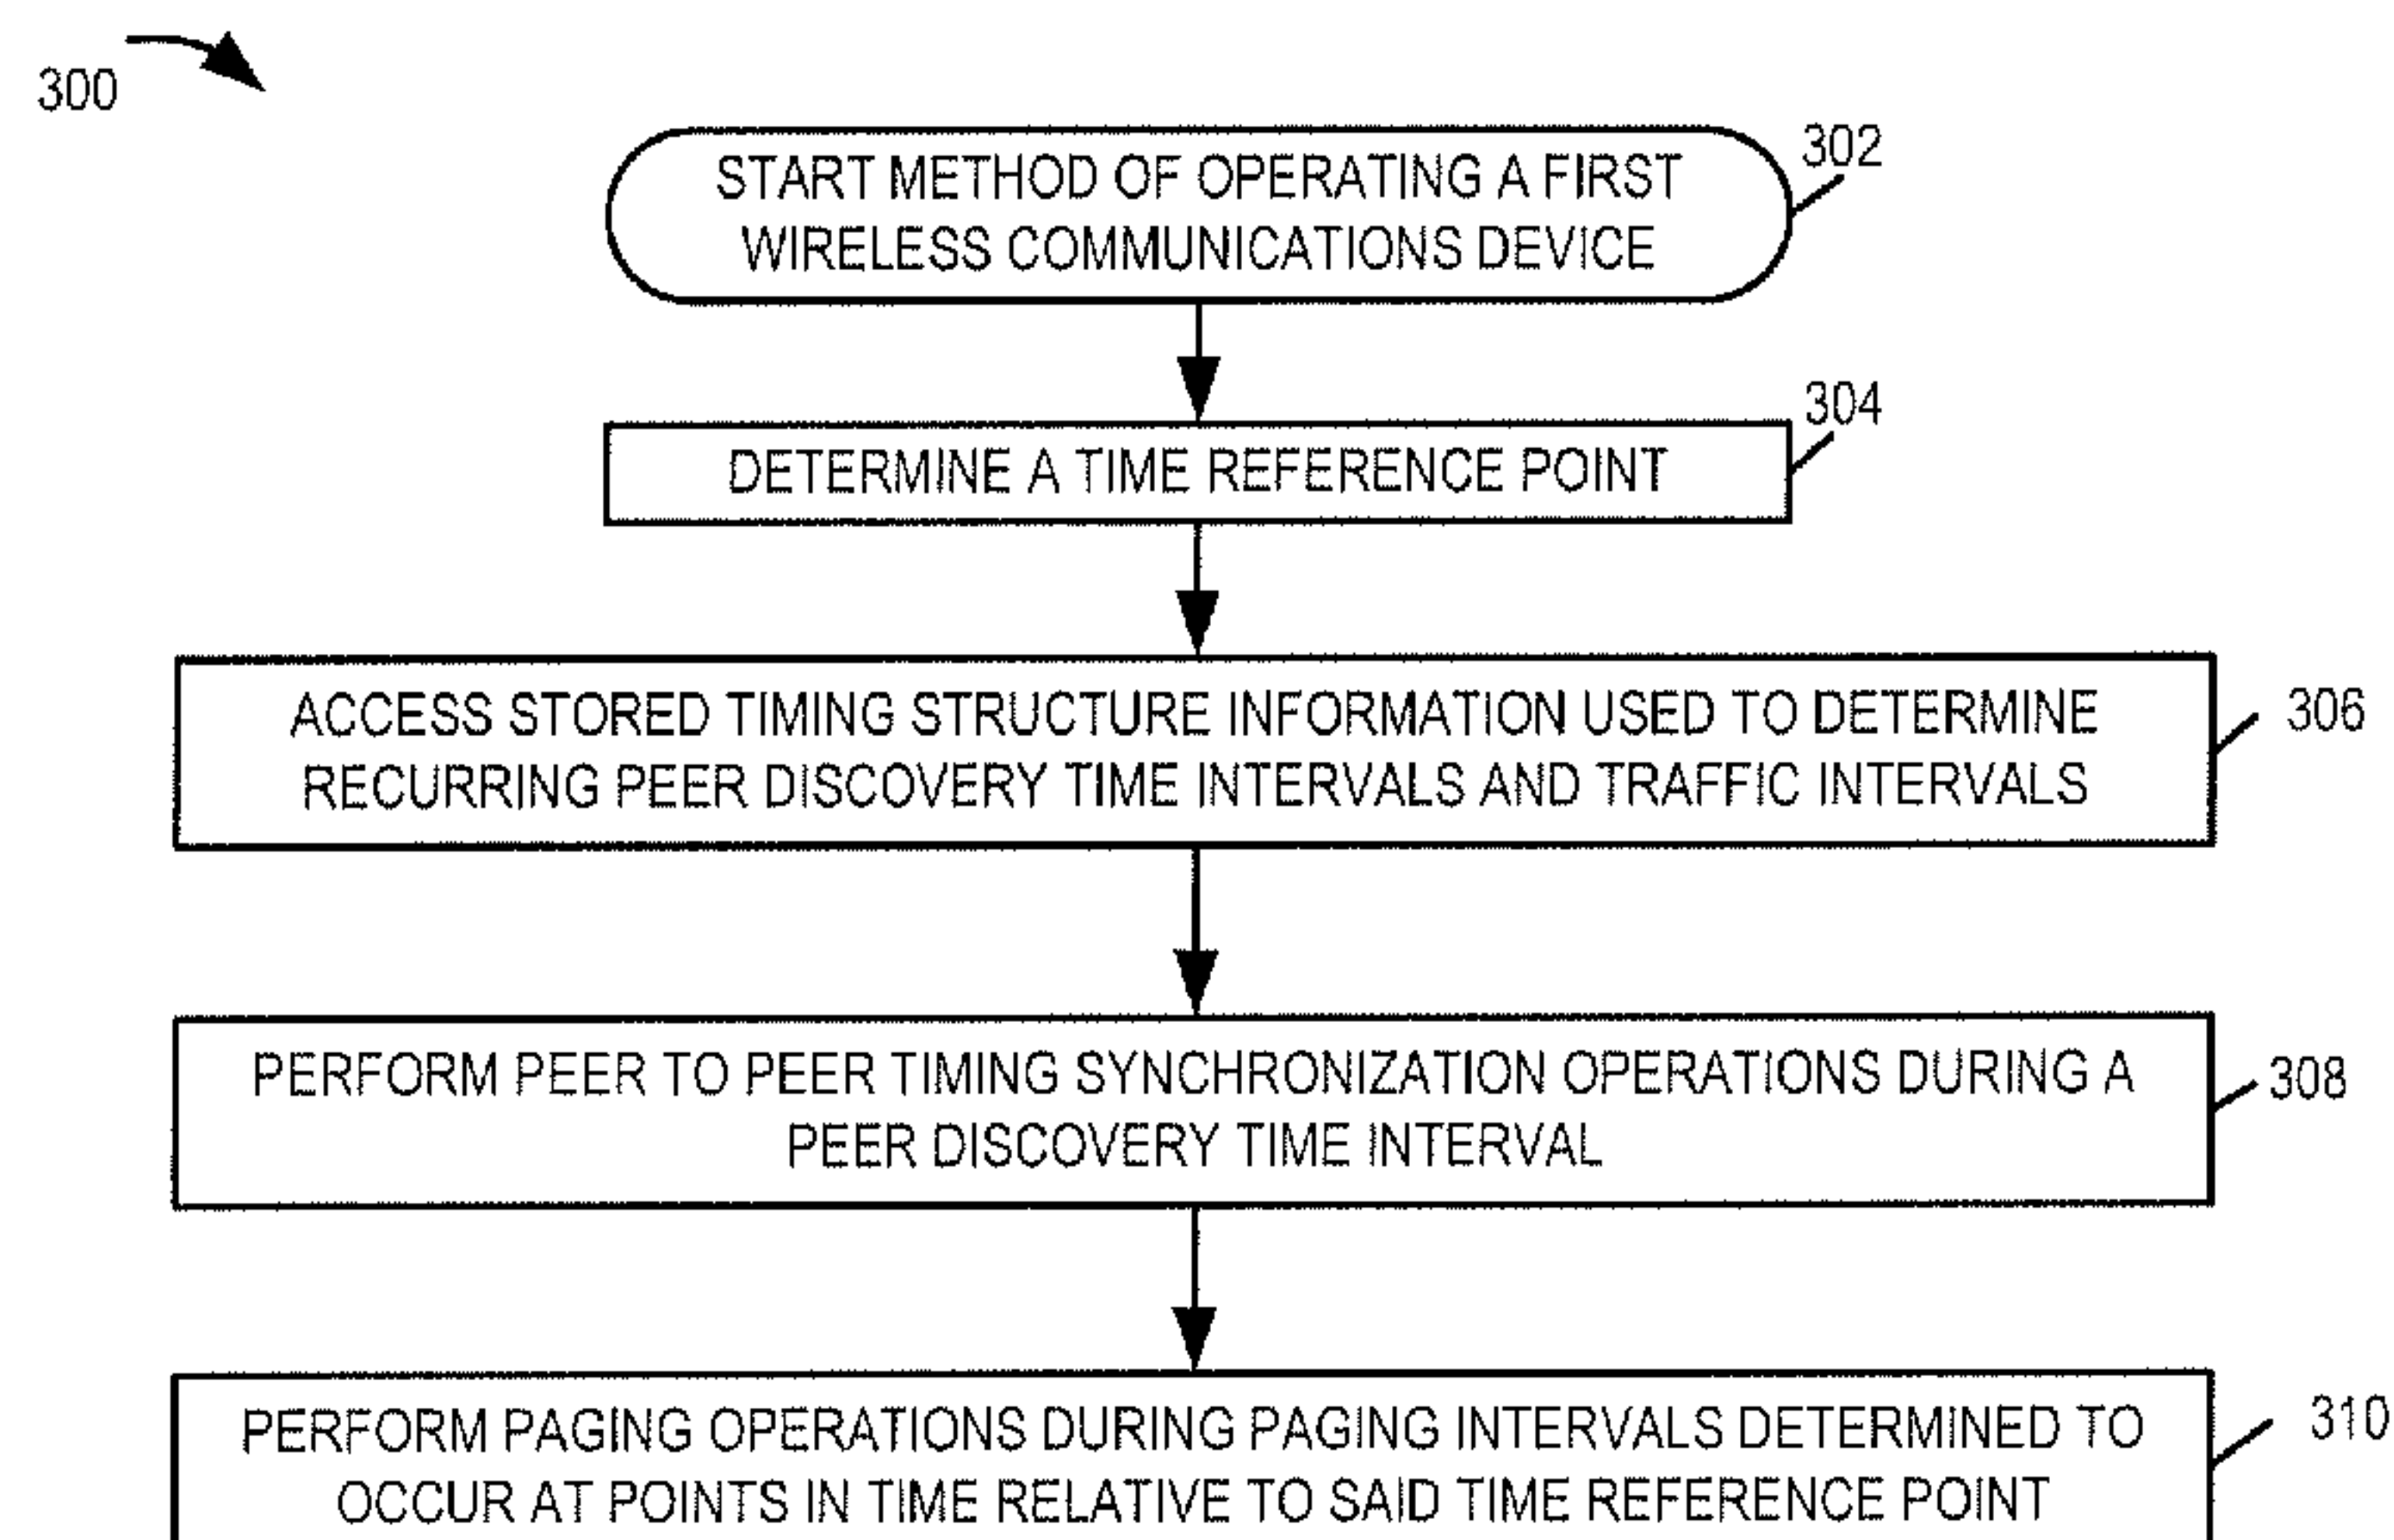 300
START METHOD OF OPERATING A FIRST
WIRELESS COMMUNICATIONS DEVICE
302
DETERMINE A TIME REFERENCE POINT
304
ACCESS STORED TIMING STRUCTURE INFORMATION USED TO DETERMINE
RECURRING PEER DISCOVERY TIME INTERVALS AND TRAFFIC INTERVALS
306
PERFORM PEER TO PEER TIMING SYNCHRONIZATION OPERATIONS DURING A
PEER DISCOVERY TIME INTERVAL
308
PERFORM PAGING OPERATIONS DURING PAGING INTERVALS DETERMINED TO
OCCUR AT POINTS IN TIME RELATIVE TO SAID TIME REFERENCE POINT
310